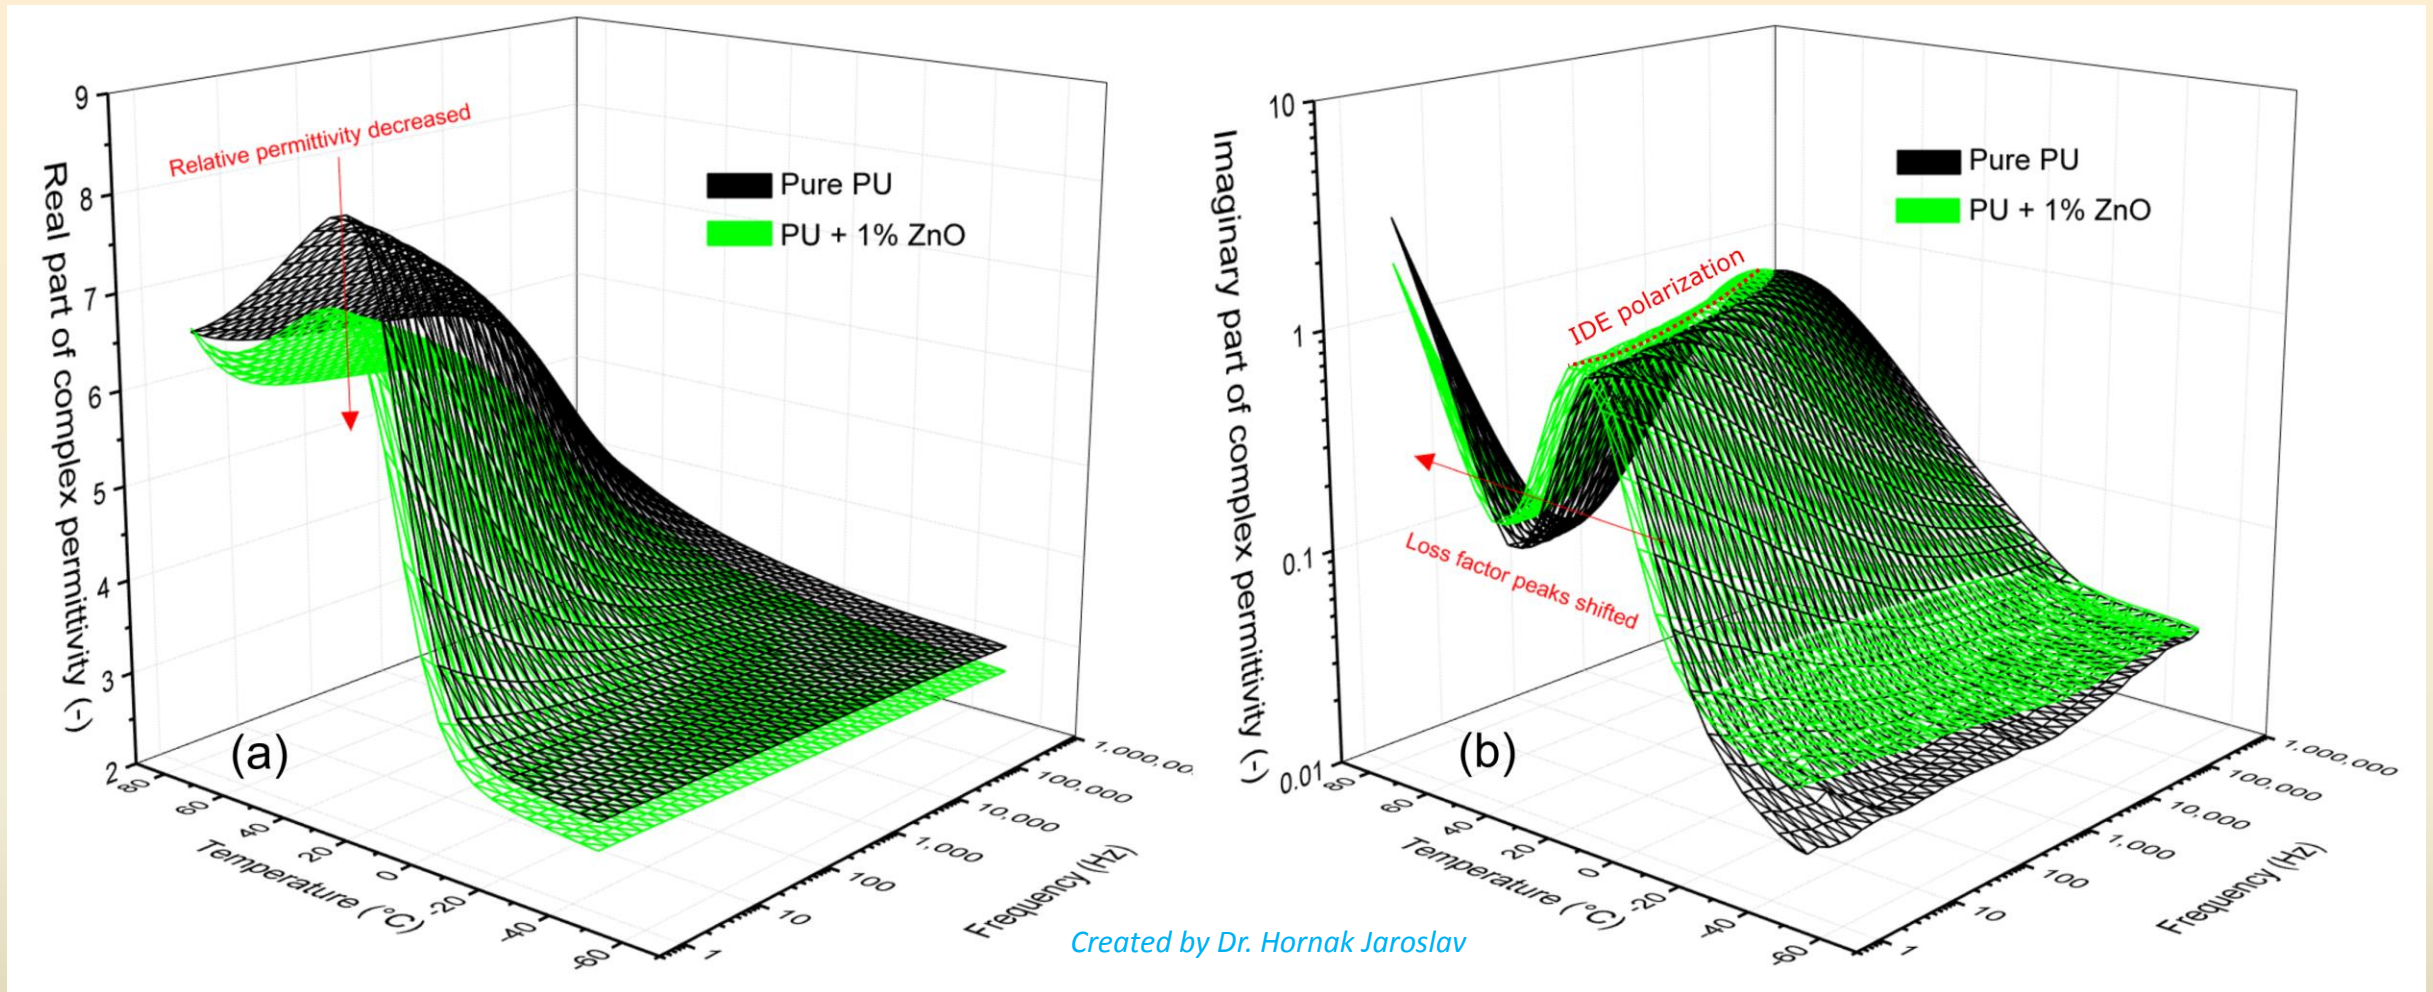 9
8
7
6
5
4
3
2
Real part of complex permittivity (-)
Relative permittivity decreased
Pure PU
PU + 1% ZnO
(a)
80
60
40
20
0
-20
-40
-60
Temperature (°C)
1
10
100
1,000
10,000
100,000
1,000,00
Frequency (Hz)
10
1
0.1
0.01
Imaginary part of complex permittivity (-)
Pure PU
PU + 1% ZnO
IDE polarization
Loss factor peaks shifted
(b)
80
60
40
20
0
-20
-40
-60
Temperature (°C)
1
10
100
1,000
10,000
100,000
1,000,000
Frequency (Hz)
Created by Dr. Hornak Jaroslav